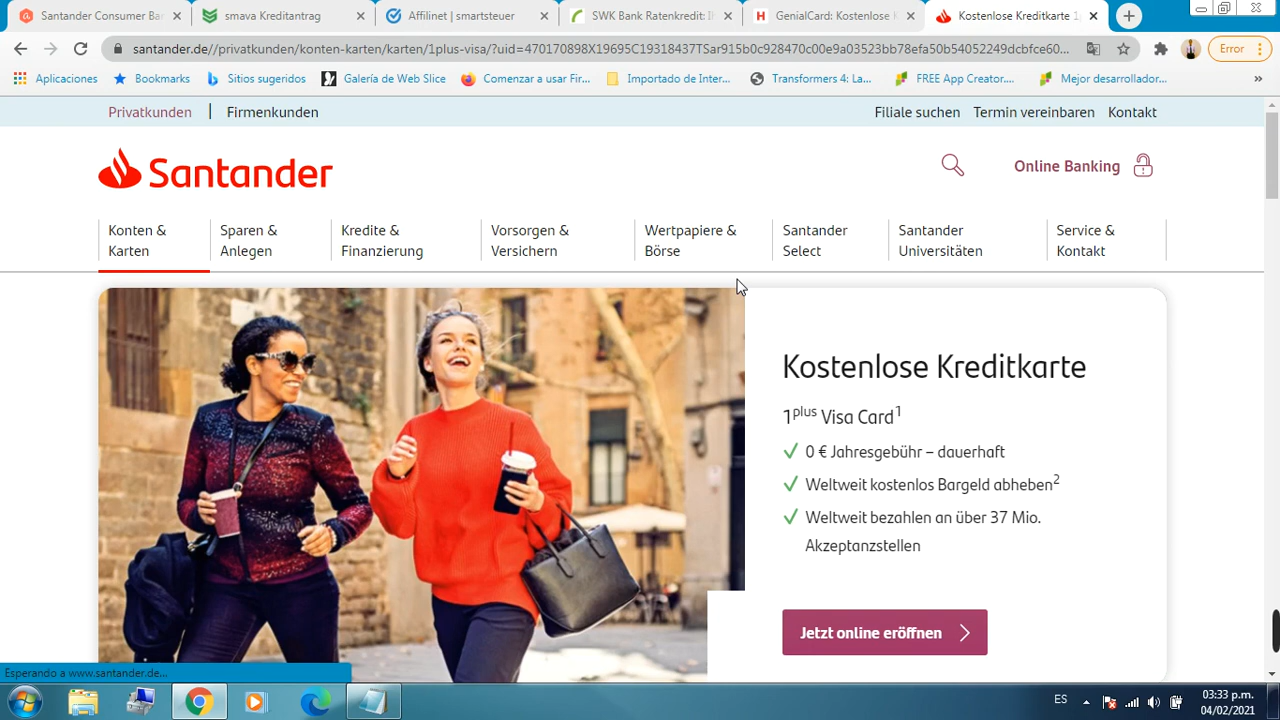 Santander Consumer Ba
smava Kreditantrag
Affilinet | smartsteuer
SWK Bank Ratenkredit: I
GenialCard: Kostenlose K
Kostenlose Kreditkarte 1
santander.de//privatkunden/konten-karten/karten/1plus-visa/?uid=470170698X19695C19318437TSar915b0c928470c00e9a03523bb78efa50b54052249dcbfce60...
Error
Aplicaciones
Bookmarks
Sitios sugeridos
Galería de Web Slice
Comenzar a usar Fir...
Importado de Inter...
Transformers 4: La...
FREE App Creator....
Mejor desarrollador...
»
Privatkunden | Firmenkunden
Filiale suchen Termin vereinbaren Kontakt
Santander
Online Banking
Konten &
Karten
Sparen &
Anlegen
Kredite &
Finanzierung
Vorsorgen &
Versichern
Wertpapiere &
Börse
Santander
Select
Santander
Universitäten
Service &
Kontakt
Kostenlose Kreditkarte
1plus Visa Card1
0 € Jahresgebühr – dauerhaft
Weltweit kostenlos Bargeld abheben2
Weltweit bezahlen an über 37 Mio.
Akzeptanzstellen
Jetzt online eröffnen
Esperando a www.santander.de...
ES
03:33 p.m.
04/02/2021